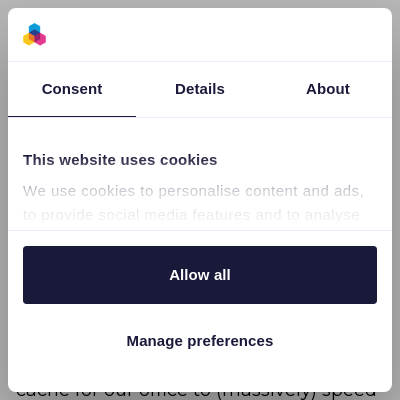 Consent Details About
This website uses cookies
We use cookies to personalise content and ads,
to provide social media features and to analyse
Allow all
Manage preferences
cache for our office to (massively) speed